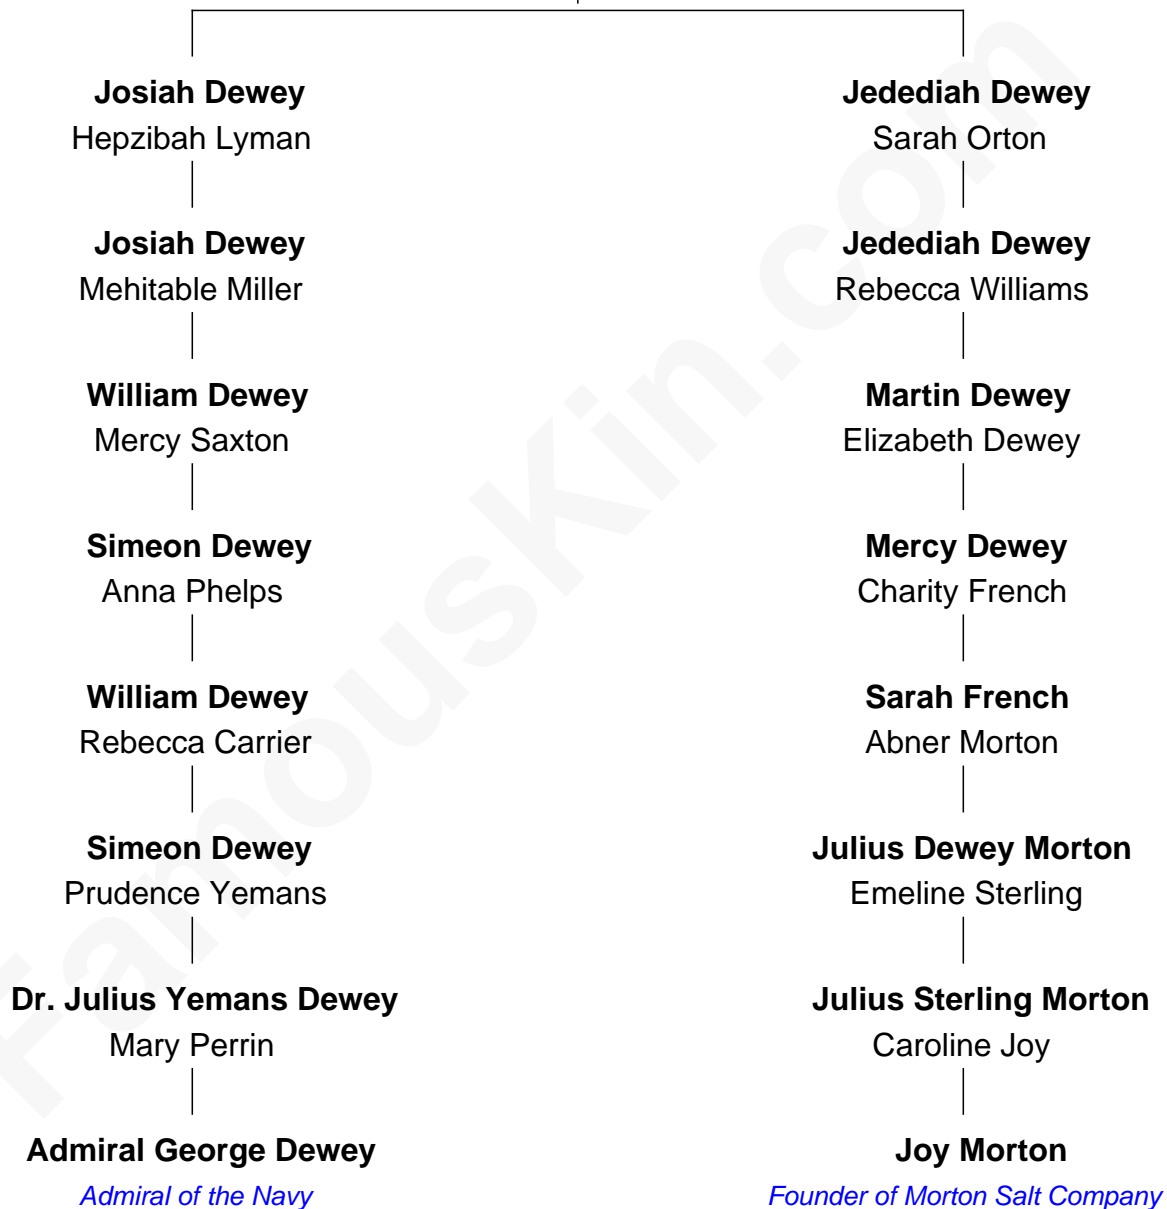 Josiah Dewey
Hepzibah Lyman
Jedediah Dewey
Sarah Orton
Josiah Dewey
Mehitable Miller
Jedediah Dewey
Rebecca Williams
William Dewey
Mercy Saxton
Martin Dewey
Elizabeth Dewey
Simeon Dewey
Anna Phelps
Mercy Dewey
Charity French
William Dewey
Rebecca Carrier
Sarah French
Abner Morton
Simeon Dewey
Prudence Yemans
Julius Dewey Morton
Emeline Sterling
Dr. Julius Yemans Dewey
Mary Perrin
Julius Sterling Morton
Caroline Joy
Admiral George Dewey
Admiral of the Navy
Joy Morton
Founder of Morton Salt Company
FamousKin.com